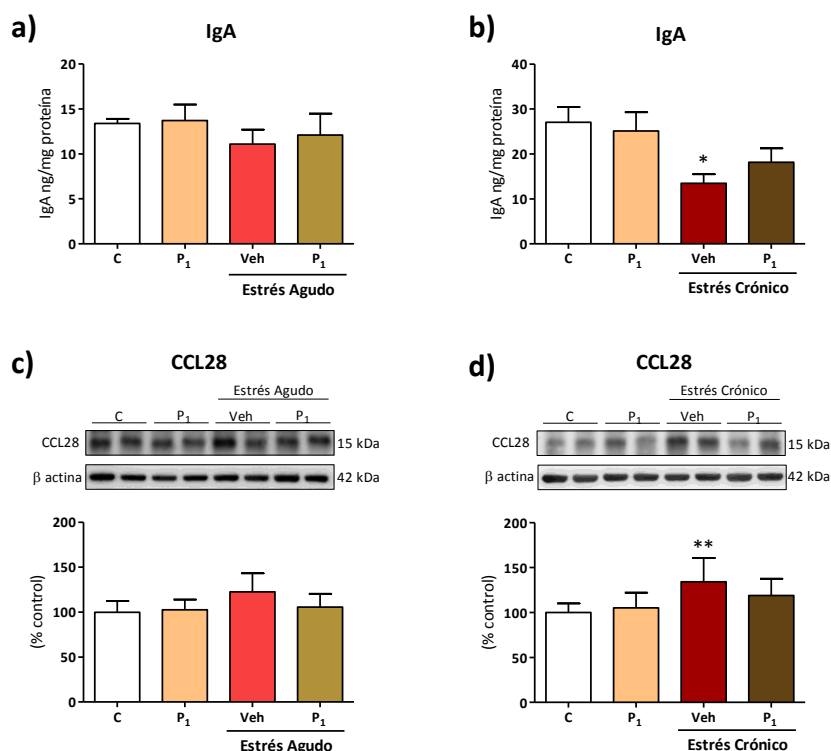 a)
IgA
IgA ng/mg proteína
20
15
10
5
0
C
P1
Veh
P1
Estrés Agudo
b)
IgA
IgA ng/mg proteína
40
30
20
10
0
*
C
P1
Veh
P1
Estrés Crónico
c)
CCL28
Estrés Agudo
C
P1
Veh
P1
CCL28
15 kDa
β actina
42 kDa
(% control)
200
150
100
50
0
C
P1
Veh
P1
Estrés Agudo
d)
CCL28
Estrés Crónico
C
P1
Veh
P1
CCL28
15 kDa
β actina
42 kDa
(% control)
200
150
100
50
0
**
C
P1
Veh
P1
Estrés Crónico